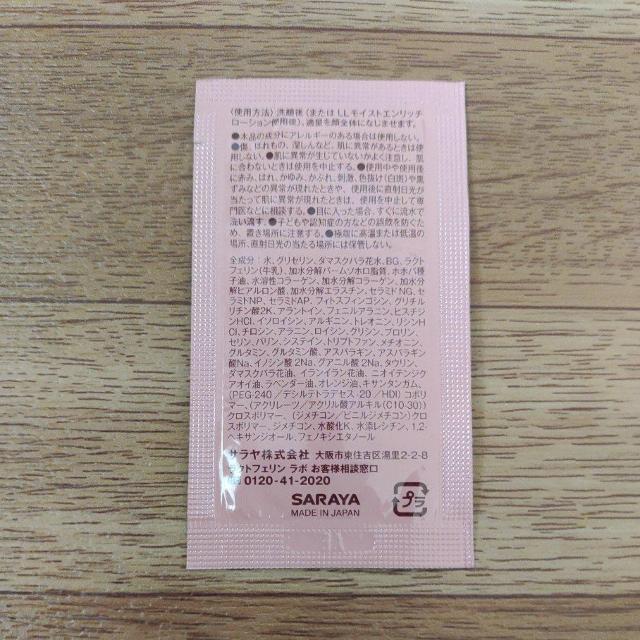 〈使用方法〉洗顔後(またはLLモイストエンリッチ
ローション使用後)、適量を顔全体になじませます。
●本品の成分にアレルギーのある場合は使用しない。
●傷、はれもの、湿しんなど、肌に異常があるときは使
用しない。●肌に異常が生じていないかよく注意し、肌
に合わないときは使用を中止する。●使用中や使用後
に赤み、はれ、かゆみ、かぶれ、刺激、色抜け(白斑)や黒
ずみなどの異常が現れたときや、使用後に直射日光が
当たって肌に異常が現れたときは、使用を中止して専
門医などに相談する。●目に入った場合、すぐに流水で
洗い流す。●子どもや認知症の方などの誤飲を防ぐた
め、置き場所に注意する。●極端に高温または低温の
場所、直射日光の当たる場所には保管しない。
全成分:水、グリセリン、ダマスクバラ花水、BG、ラクト
フェリン(牛乳)、加水分解バームソホロ脂質、ホホバ種
子油、水溶性コラーゲン、加水分解コラーゲン、加水分
解ヒアルロン酸、加水分解エラスチン、セラミドNG、セ
ラミドNP、セラミドAP、フィトスフィンゴシン、グリチル
リチン酸2K、アラントイン、フェニルアラニン、ヒスチジ
ンHCl、イソロイシン、アルギニン、トレオニン、リシンH
Cl、チロシン、アラニン、ロイシン、グリシン、プロリン、
セリン、バリン、システイン、トリプトファン、メチオニン、
グルタミン、グルタミン酸、アスパラギン、アスパラギン
酸Na、イノシン酸2Na、グアニル酸2Na、タウリン、
ダマスクバラ花油、イランイラン花油、ニオイテンジク
アオイ油、ラベンダー油、オレンジ油、キサンタンガム、
(PEG-240/デシルテトラデセス-20/HDI)コポリ
マー、(アクリレーツ/アクリル酸アルキル(C10-30))
クロスポリマー、(ジメチコン/ビニルジメチコン)クロ
スポリマー、ジメチコン、水酸化K、水添レシチン、1,2-
ヘキサンジオール、フェノキシエタノール
サラヤ株式会社 大阪市東住吉区湯里2-2-8
ラクトフェリン ラボ お客様相談窓口
0120-41-2020
SARAYA
MADE IN JAPAN
プラ